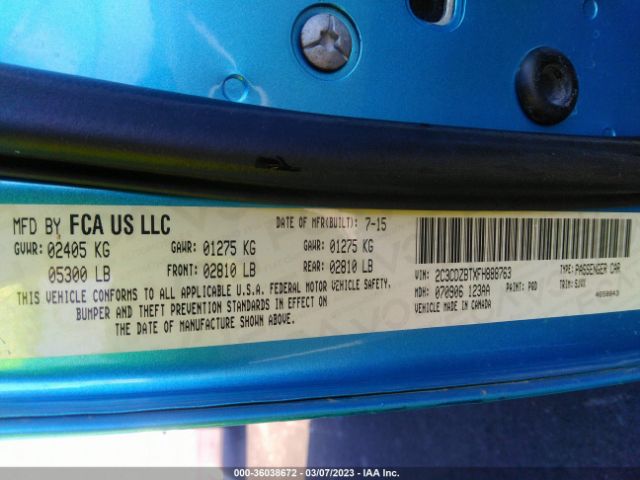 MFD BY FCA US LLC
DATE OF MFR(BUILT): 7-15
GVWR: 02405 KG
GAWR: 01275 KG
GAWR: 01275 KG
05300 LB
FRONT: 02810 LB
REAR: 02810 LB
THIS VEHICLE CONFORMS TO ALL APPLICABLE U.S.A. FEDERAL MOTOR VEHICLE SAFETY,
BUMPER AND THEFT PREVENTION STANDARDS IN EFFECT ON
THE DATE OF MANUFACTURE SHOWN ABOVE.
VIN: 2C3CDZBTXFH888763
TYPE: PASSENGER CAR
MDH: 070906 123AA
PAINT: PQD
TRIM: SJVX
VEHICLE MADE IN CANADA
000-36038672 - 03/07/2023 - IAA Inc.